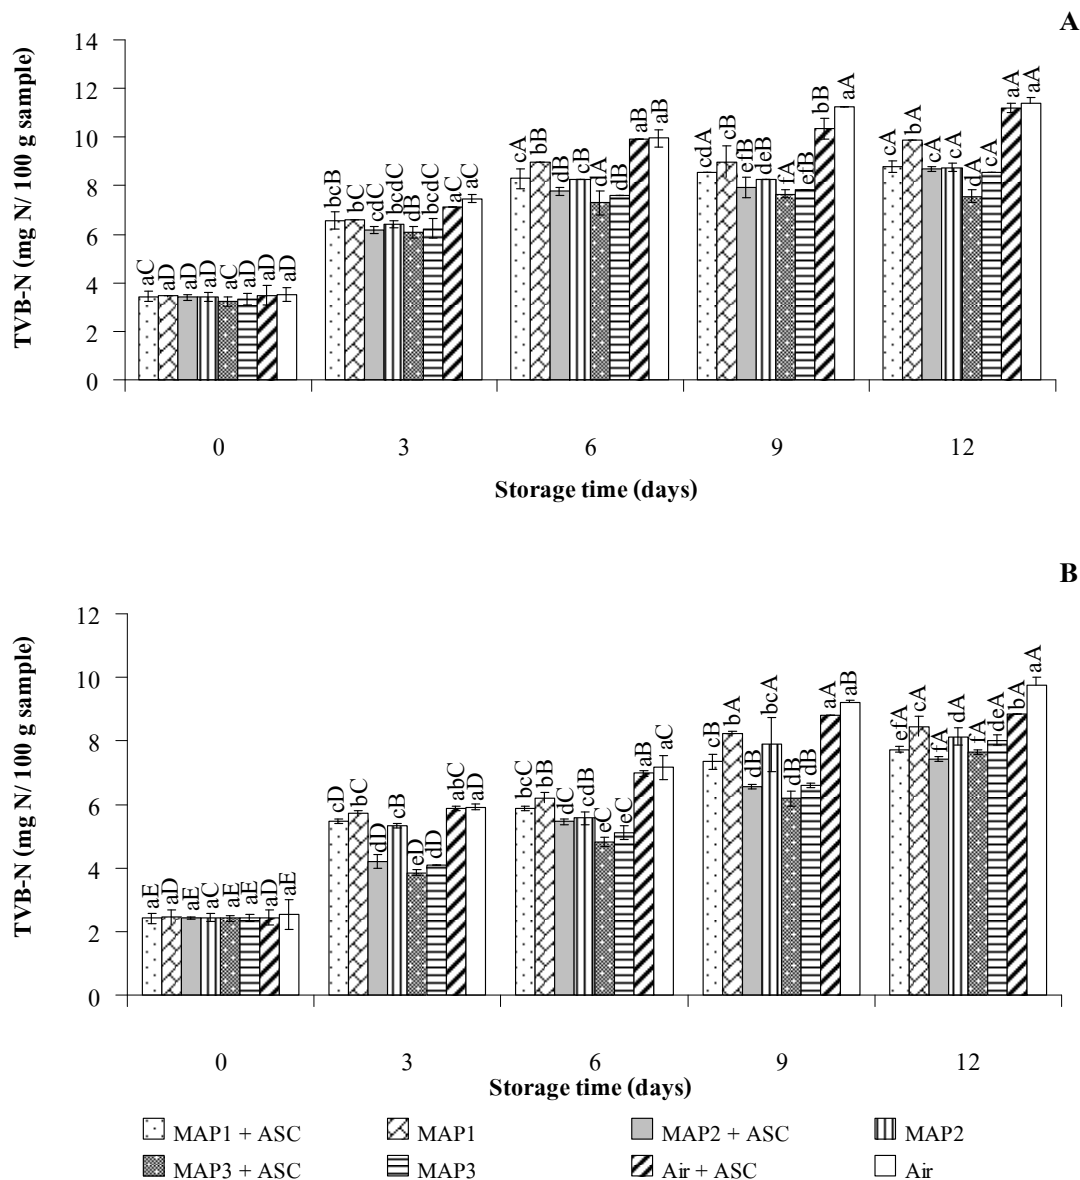 A
TVB-N (mg N/ 100 g sample)
14
12
10
8
6
4
2
0
aC aD aD aD aC aD aD aD
bcB bC cdC bcdC dB bcdC aC aC
cA bB dB cB dA dB aB aB
cdA cB efB deB fA efB bB aA
cA bA cA cA dA cA aA aA
0 3 6 9 12
Storage time (days)
B
TVB-N (mg N/ 100 g sample)
12
10
8
6
4
2
0
aE aD aE aC aE aE aD aE
cD bC dD cB eD dD abC aD
bcC bB dC cdB eC eC aB aC
cB bA dB bcA dB dB aA aB
efA cA fA dA fA deA bA aA
0 3 6 9 12
Storage time (days)
MAP1 + ASC MAP1 MAP2 + ASC MAP2
MAP3 + ASC MAP3 Air + ASC Air